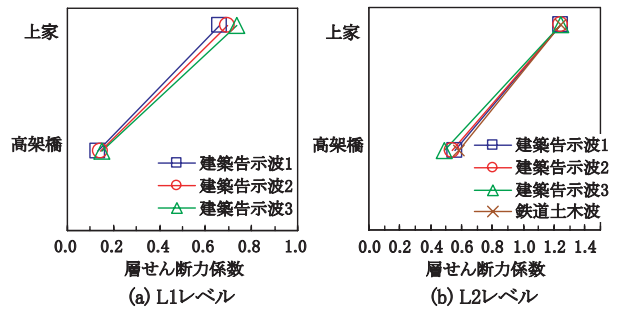 上家
高架橋
建築告示波1
建築告示波2
建築告示波3
0.0 0.2 0.4 0.6 0.8 1.0
層せん断力係数
(a) L1レベル
上家
高架橋
建築告示波1
建築告示波2
建築告示波3
鉄道土木波
0.0 0.2 0.4 0.6 0.8 1.0 1.2 1.4
層せん断力係数
(b) L2レベル